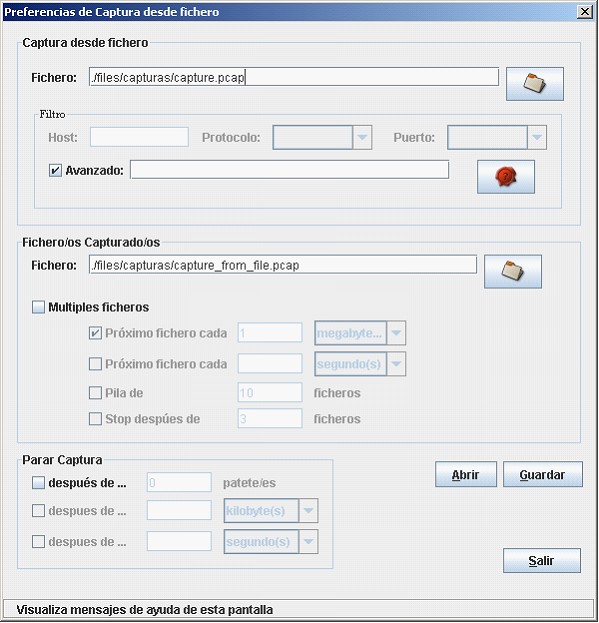 Preferencias de Captura desde fichero
Captura desde fichero
Fichero: ./files/capturas/capture.pcap
Filtro
Host: Protocolo: Puerto:
Avanzado:
Fichero/os Capturado/os
Fichero: ./files/capturas/capture_from_file.pcap
Multiples ficheros
Próximo fichero cada 1 megabyte...
Próximo fichero cada segundo(s)
Pila de 10 ficheros
Stop despúes de 3 ficheros
Parar Captura
después de ... 0 patete/es
despues de ... kilobyte(s)
despues de ... segundo(s)
Abrir Guardar
Salir
Visualiza mensajes de ayuda de esta pantalla